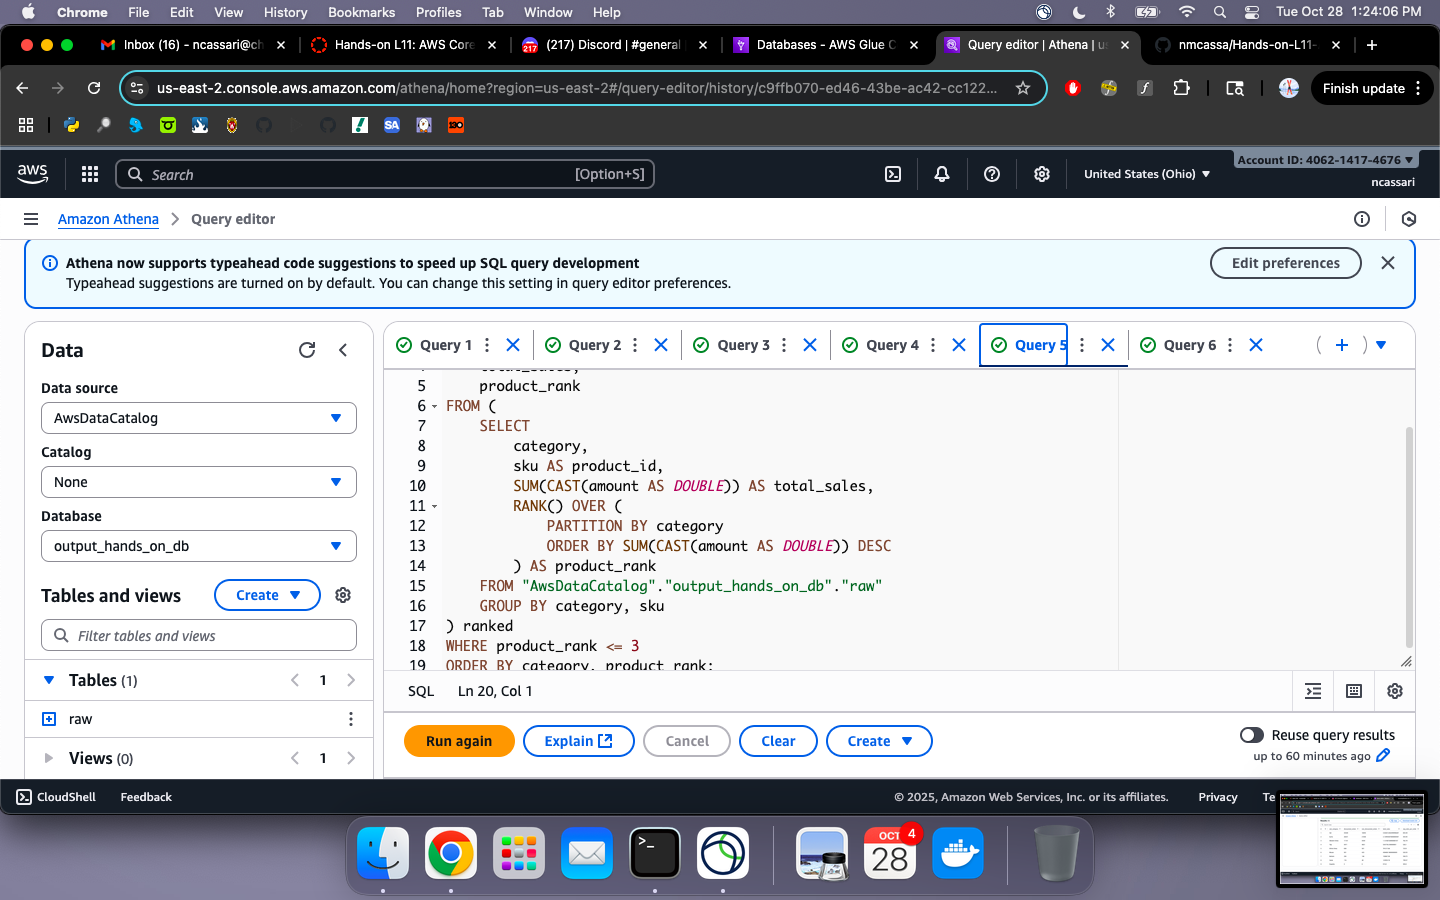 Chrome File Edit View History Bookmarks Profiles Tab Window Help
Tue Oct 28 1:24:06 PM
Inbox (16) - ncassari@ch
Hands-on L11: AWS Core
(217) Discord | #general
Databases - AWS Glue C
Query editor | Athena | us
nmcassa/Hands-on-L11-
us-east-2.console.aws.amazon.com/athena/home?region=us-east-2#/query-editor/history/c9ffb070-ed46-43be-ac42-cc122...
Finish update
aws
Search
[Option+S]
United States (Ohio)
Account ID: 4062-1417-4676
ncassari
Amazon Athena
Query editor
Athena now supports typeahead code suggestions to speed up SQL query development
Typeahead suggestions are turned on by default. You can change this setting in query editor preferences.
Edit preferences
Data
Data source
AwsDataCatalog
Catalog
None
Database
output_hands_on_db
Tables and views
Create
Filter tables and views
Tables (1)
1
raw
Views (0)
1
Query 1
Query 2
Query 3
Query 4
Query 5
Query 6
4 total_sales,
5 product_rank
6 FROM (
7 SELECT
8 category,
9 sku AS product_id,
10 SUM(CAST(amount AS DOUBLE)) AS total_sales,
11 RANK() OVER (
12 PARTITION BY category
13 ORDER BY SUM(CAST(amount AS DOUBLE)) DESC
14 ) AS product_rank
15 FROM "AwsDataCatalog"."output_hands_on_db"."raw"
16 GROUP BY category, sku
17 ) ranked
18 WHERE product_rank <= 3
19 ORDER BY category, product_rank;
SQL Ln 20, Col 1
Run again
Explain
Cancel
Clear
Create
Reuse query results
up to 60 minutes ago
CloudShell
Feedback
© 2025, Amazon Web Services, Inc. or its affiliates.
Privacy
Te
OCT
4
28